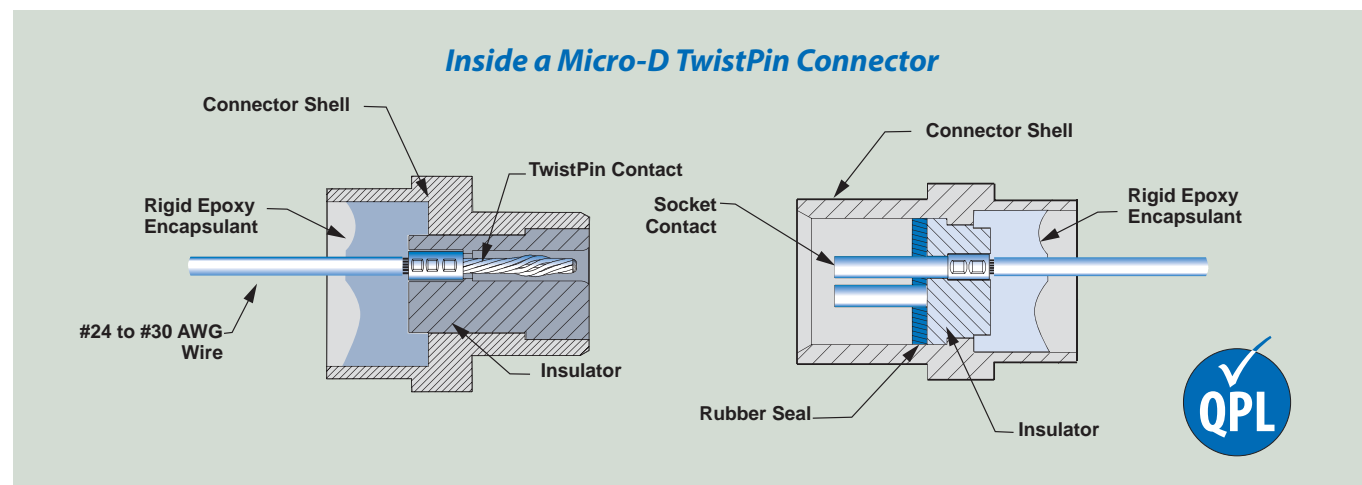 Inside a Micro-D TwistPin Connector
Connector Shell
TwistPin Contact
Rigid Epoxy
Encapsulant
#24 to #30 AWG
Wire
Insulator
Connector Shell
Socket
Contact
Rigid Epoxy
Encapsulant
Rubber Seal
Insulator
QPL